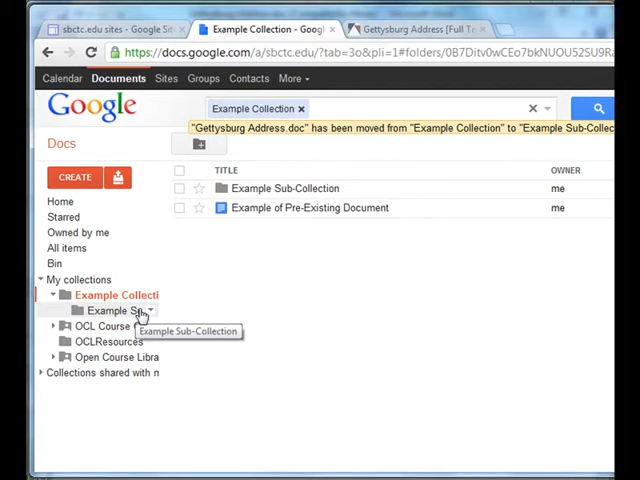 sbctc.edu sites - Google Sit
Example Collection - Googl
Gettysburg Address [Full Te
https://docs.google.com/a/sbctc.edu/?tab=3o&pli=1#folders/0B7Ditv0wCEo7bkNUOU52SU9Ra
Calendar Documents Sites Groups Contacts More
Google
Example Collection
"Gettysburg Address.doc" has been moved from "Example Collection" to "Example Sub-Collec
Docs
CREATE
TITLE OWNER
Example Sub-Collection me
Example of Pre-Existing Document me
Home
Starred
Owned by me
All items
Bin
My collections
Example Collecti
Example Su
OCL Course
Example Sub-Collection
OCLResources
Open Course Libra
Collections shared with m